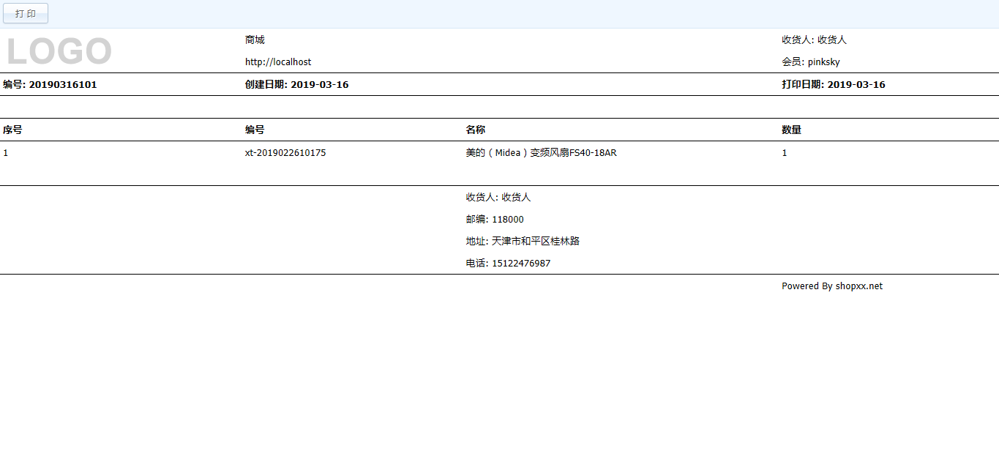 打 印
LOGO
商城
收货人: 收货人
http://localhost
会员: pinksky
编号: 20190316101
创建日期: 2019-03-16
打印日期: 2019-03-16
序号
编号
名称
数量
1
xt-2019022610175
美的（Midea）变频风扇FS40-18AR
1
收货人: 收货人
邮编: 118000
地址: 天津市和平区桂林路
电话: 15122476987
Powered By shopxx.net